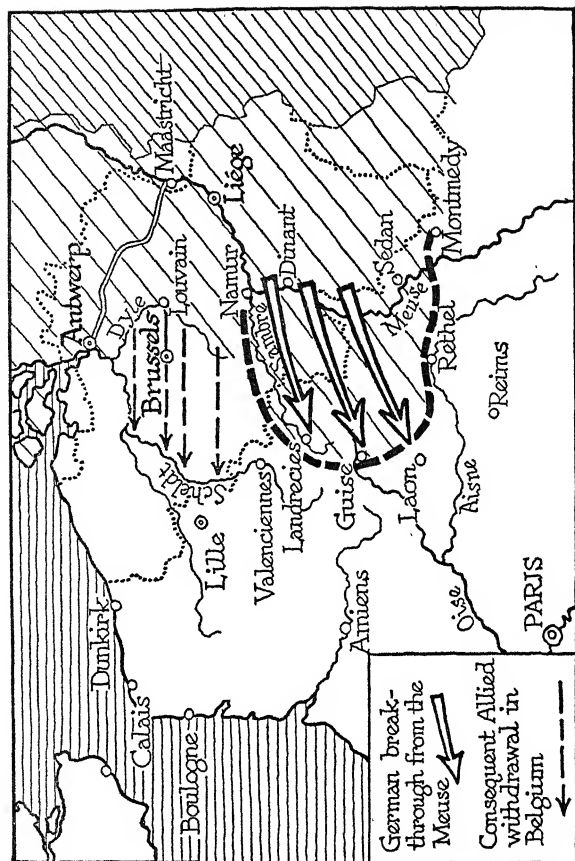 Antwerp
Maastricht
Dyle
Louvain
Brussels
Liége
Dunkirk
Calais
Boulogne
Scheldt
Lille
Namur
Sambre
Dinant
Valenciennes
Landrecies
Sedan
Meuse
Montmedy
Guise
Laon
Rethel
Amiens
Aisne
Reims
Oise
PARIS
German break-
through from the
Meuse
Consequent Allied
withdrawal in
Belgium